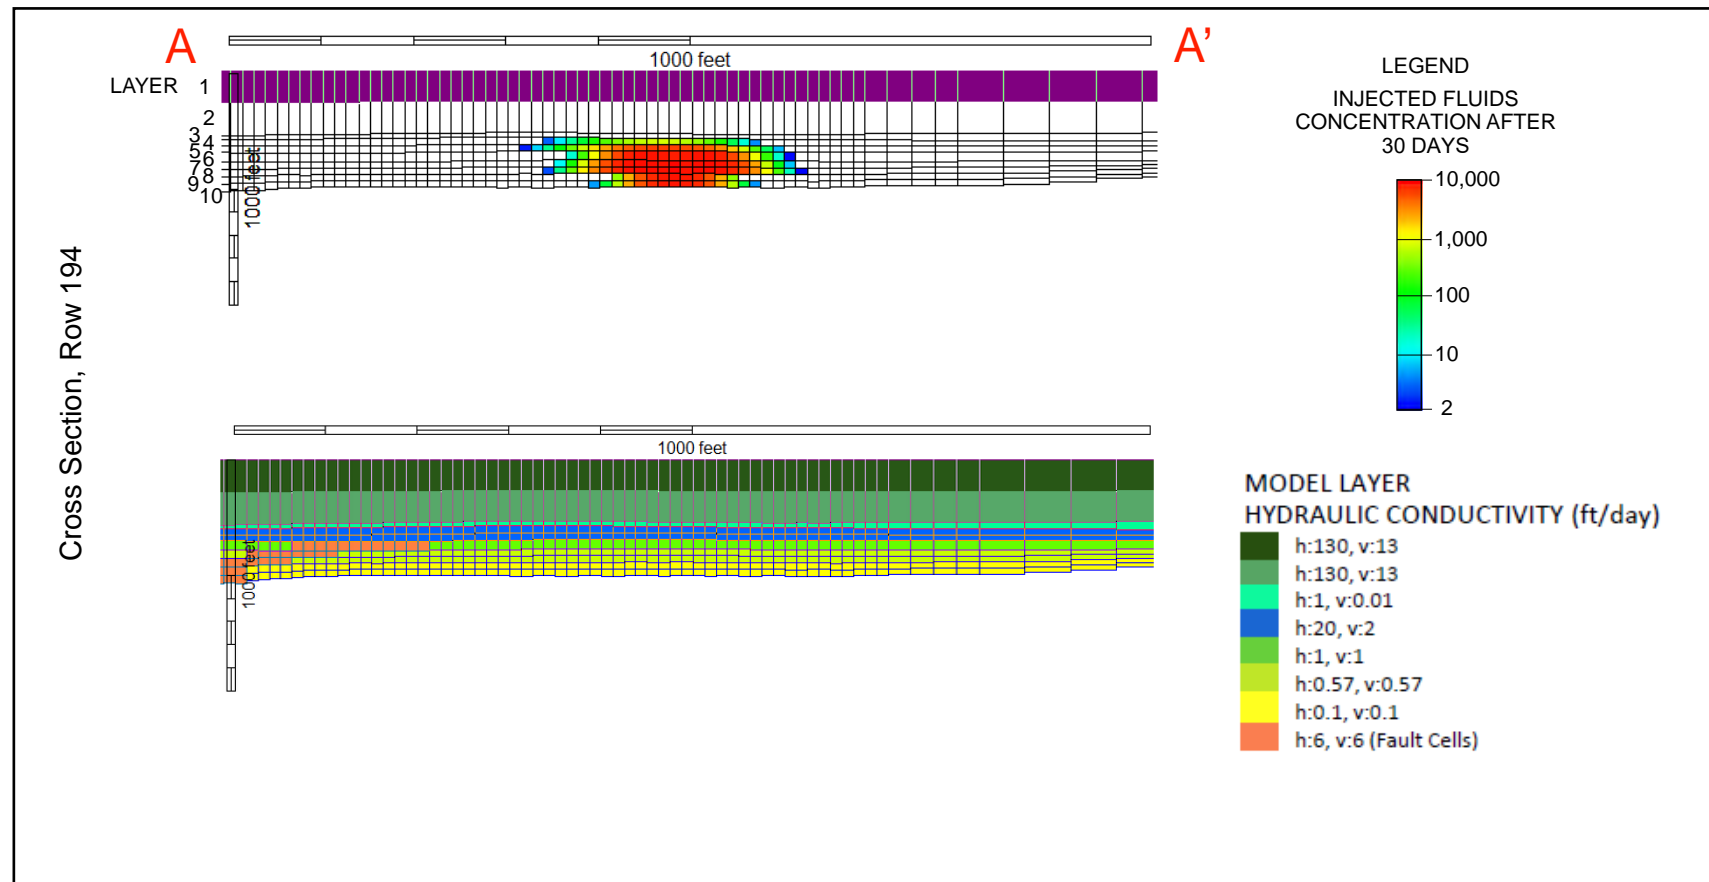 A
A'
1000 feet
LAYER 1
2
3
4
5
6
7
8
9
10
1000 feet
Cross Section, Row 194
LEGEND
INJECTED FLUIDS
CONCENTRATION AFTER
30 DAYS
10,000
1,000
100
10
2
1000 feet
1000 feet
MODEL LAYER
HYDRAULIC CONDUCTIVITY (ft/day)
h:130, v:13
h:130, v:13
h:1, v:0.01
h:20, v:2
h:1, v:1
h:0.57, v:0.57
h:0.1, v:0.1
h:6, v:6 (Fault Cells)